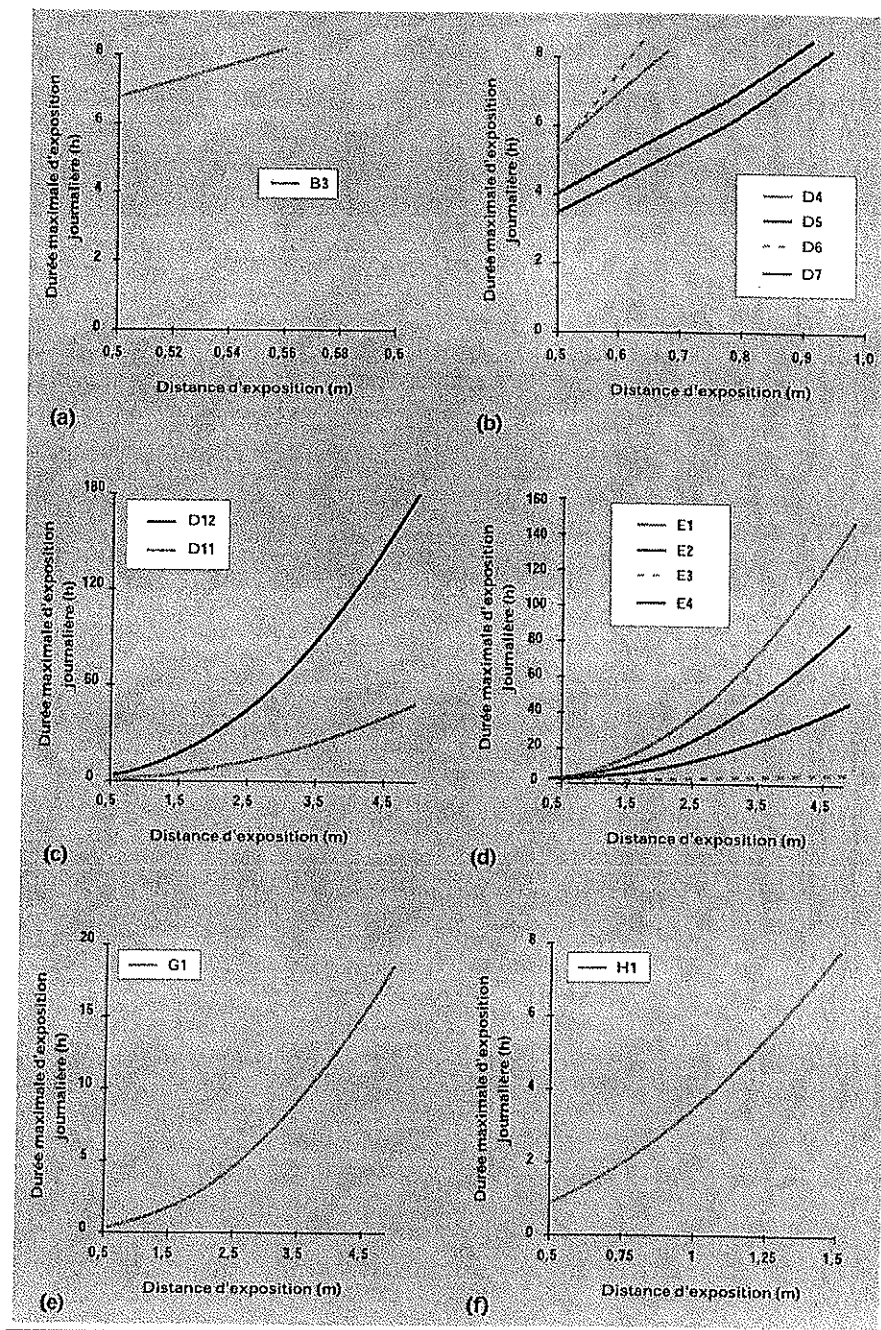 Durée maximale d'exposition
journalière (h)
8
6
4
2
0
B3
0,5 0,52 0,54 0,56 0,58 0,6
Distance d'exposition (m)
(a)
Durée maximale d'exposition
journalière (h)
8
6
4
2
0
D4
D5
D6
D7
0,5 0,6 0,7 0,8 0,9 1,0
Distance d'exposition (m)
(b)
Durée maximale d'exposition
journalière (h)
180
120
60
0
D12
D11
0,5 1,5 2,5 3,5 4,5
Distance d'exposition (m)
(c)
Durée maximale d'exposition
journalière (h)
160
140
120
100
80
60
40
20
0
E1
E2
E3
E4
0,5 1,5 2,5 3,5 4,5
Distance d'exposition (m)
(d)
Durée maximale d'exposition
journalière (h)
20
15
10
5
0
G1
0,5 1,5 2,5 3,5 4,5
Distance d'exposition (m)
(e)
Durée maximale d'exposition
journalière (h)
8
6
4
2
0
H1
0,5 0,75 1 1,25 1,5
Distance d'exposition (m)
(f)